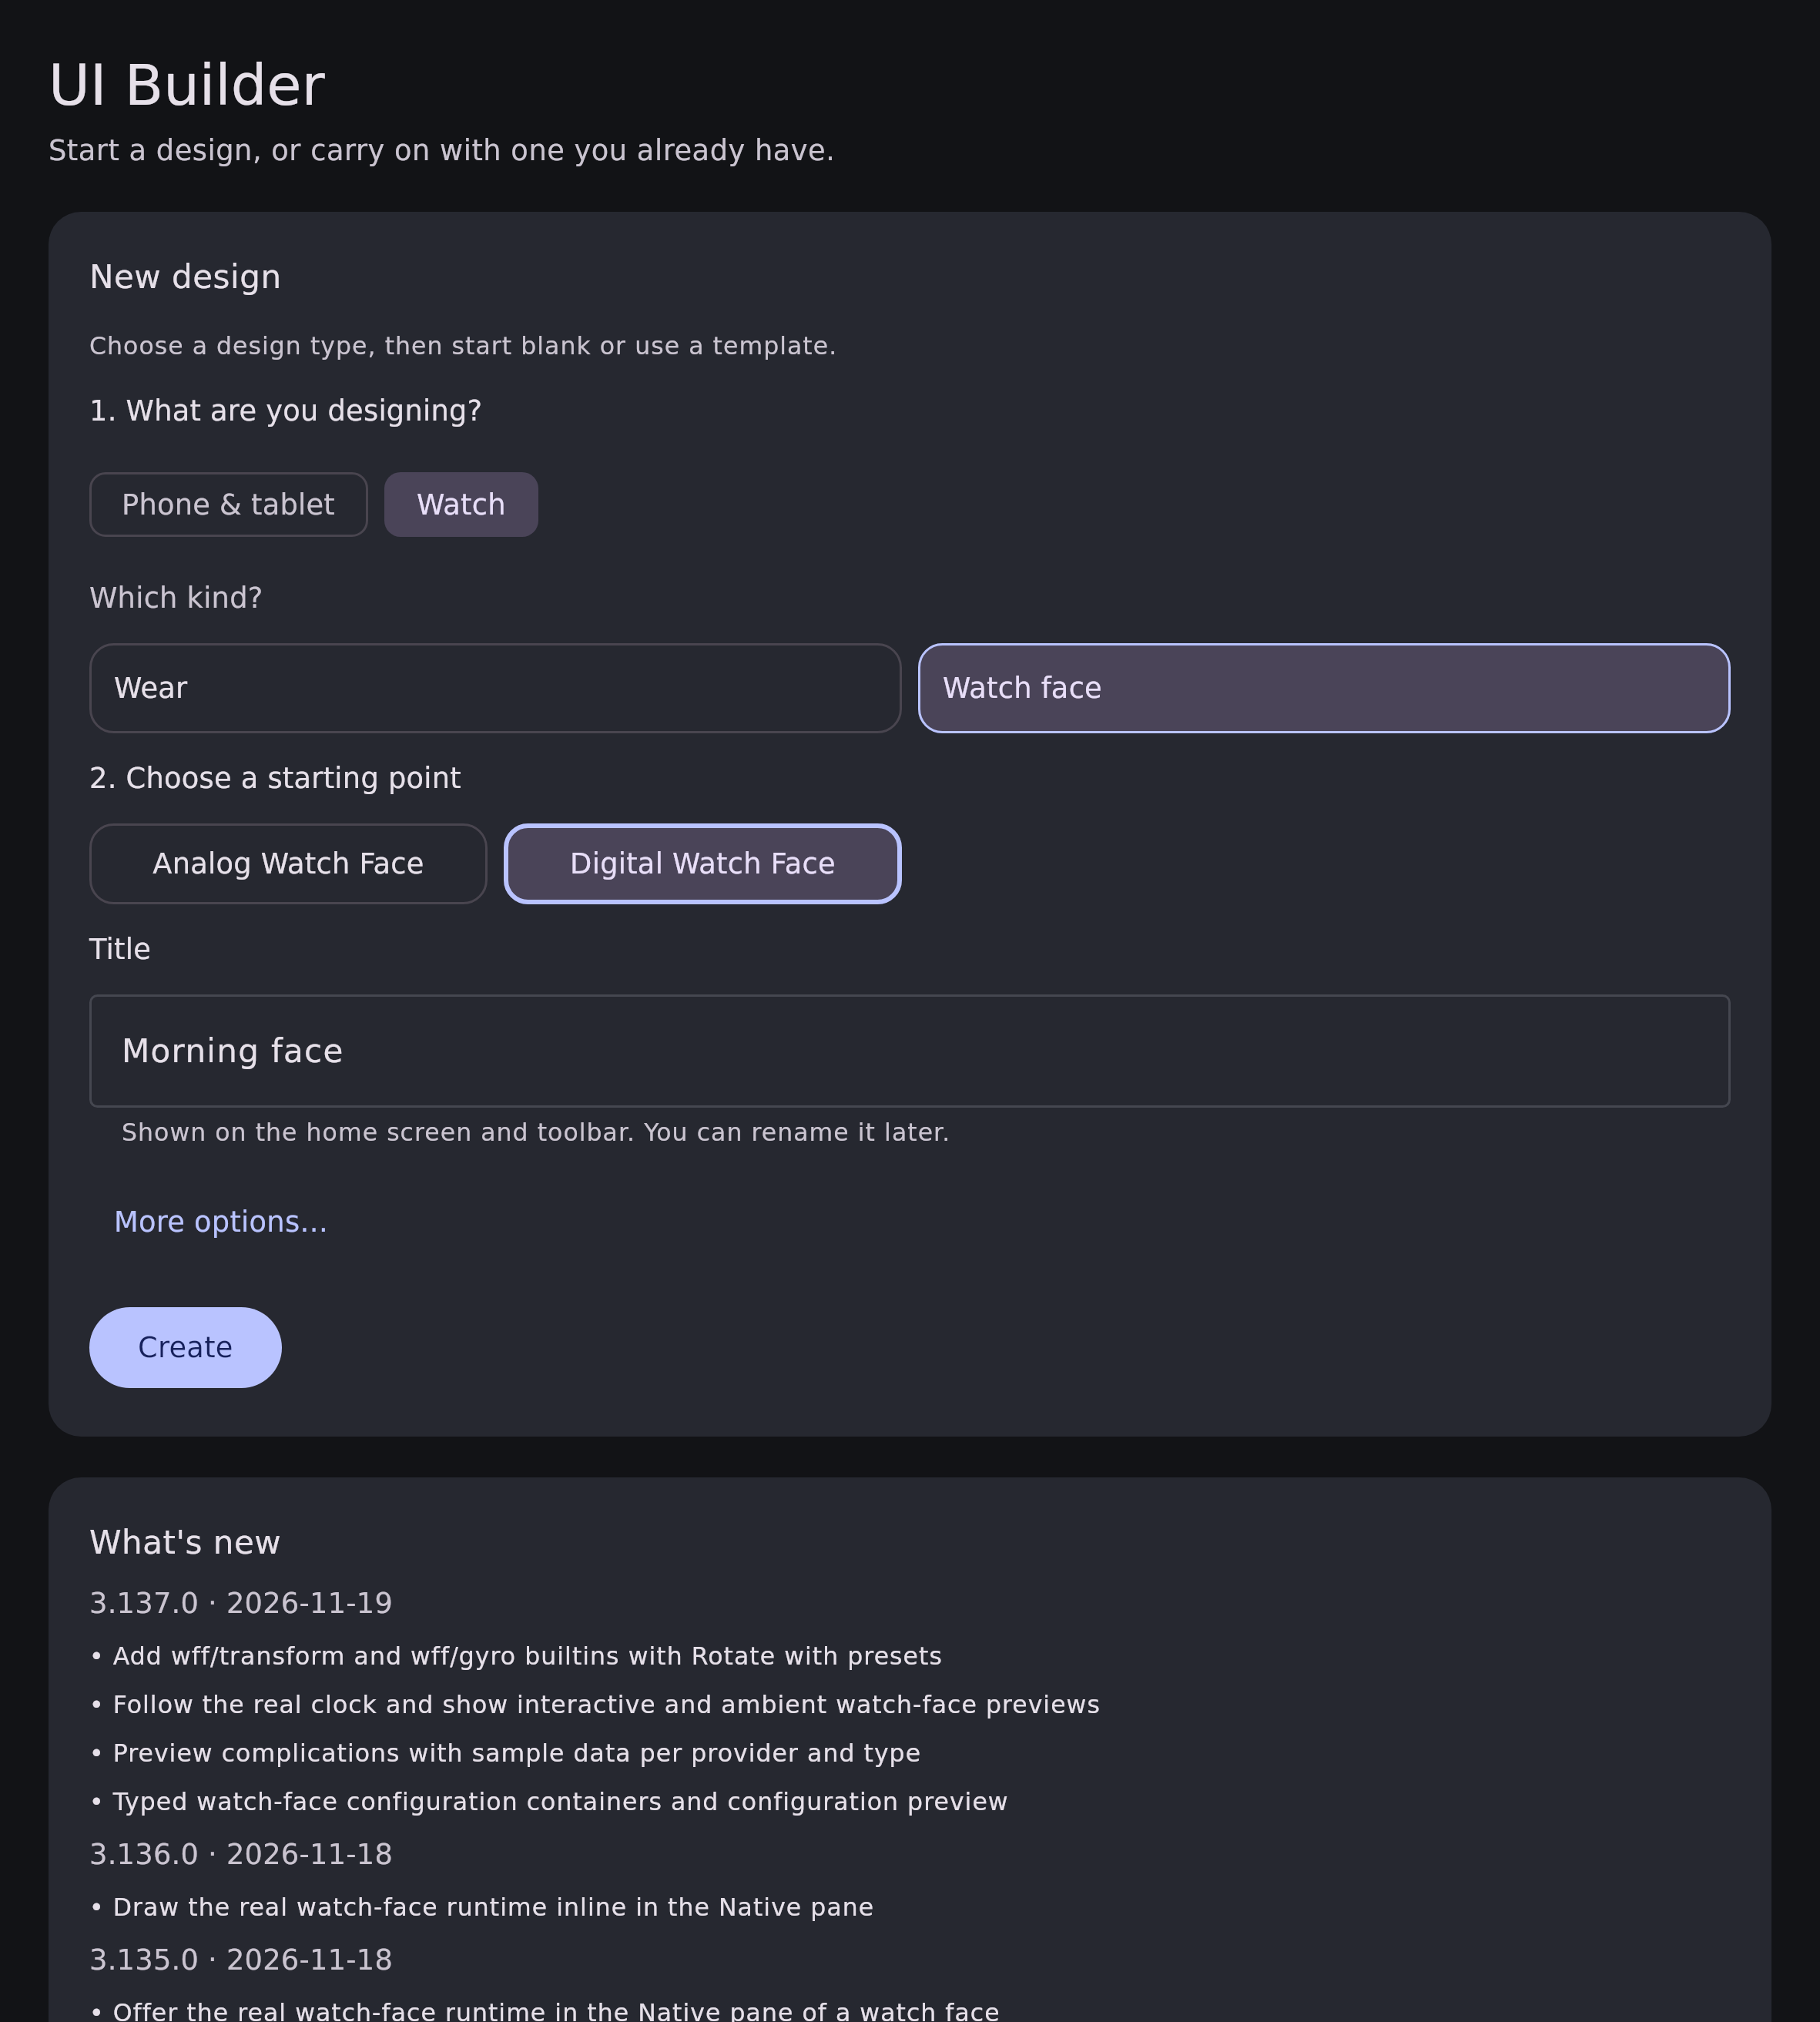 UI Builder
Start a design, or carry on with one you already have.
New design
Choose a design type, then start blank or use a template.
1. What are you designing?
Phone & tablet
Watch
Which kind?
Wear
Watch face
2. Choose a starting point
Analog Watch Face
Digital Watch Face
Title
Morning face
Shown on the home screen and toolbar. You can rename it later.
More options...
Create
What's new
3.137.0 · 2026-11-19
• Add wff/transform and wff/gyro builtins with Rotate with presets
• Follow the real clock and show interactive and ambient watch-face previews
• Preview complications with sample data per provider and type
• Typed watch-face configuration containers and configuration preview
3.136.0 · 2026-11-18
• Draw the real watch-face runtime inline in the Native pane
3.135.0 · 2026-11-18
• Offer the real watch-face runtime in the Native pane of a watch face